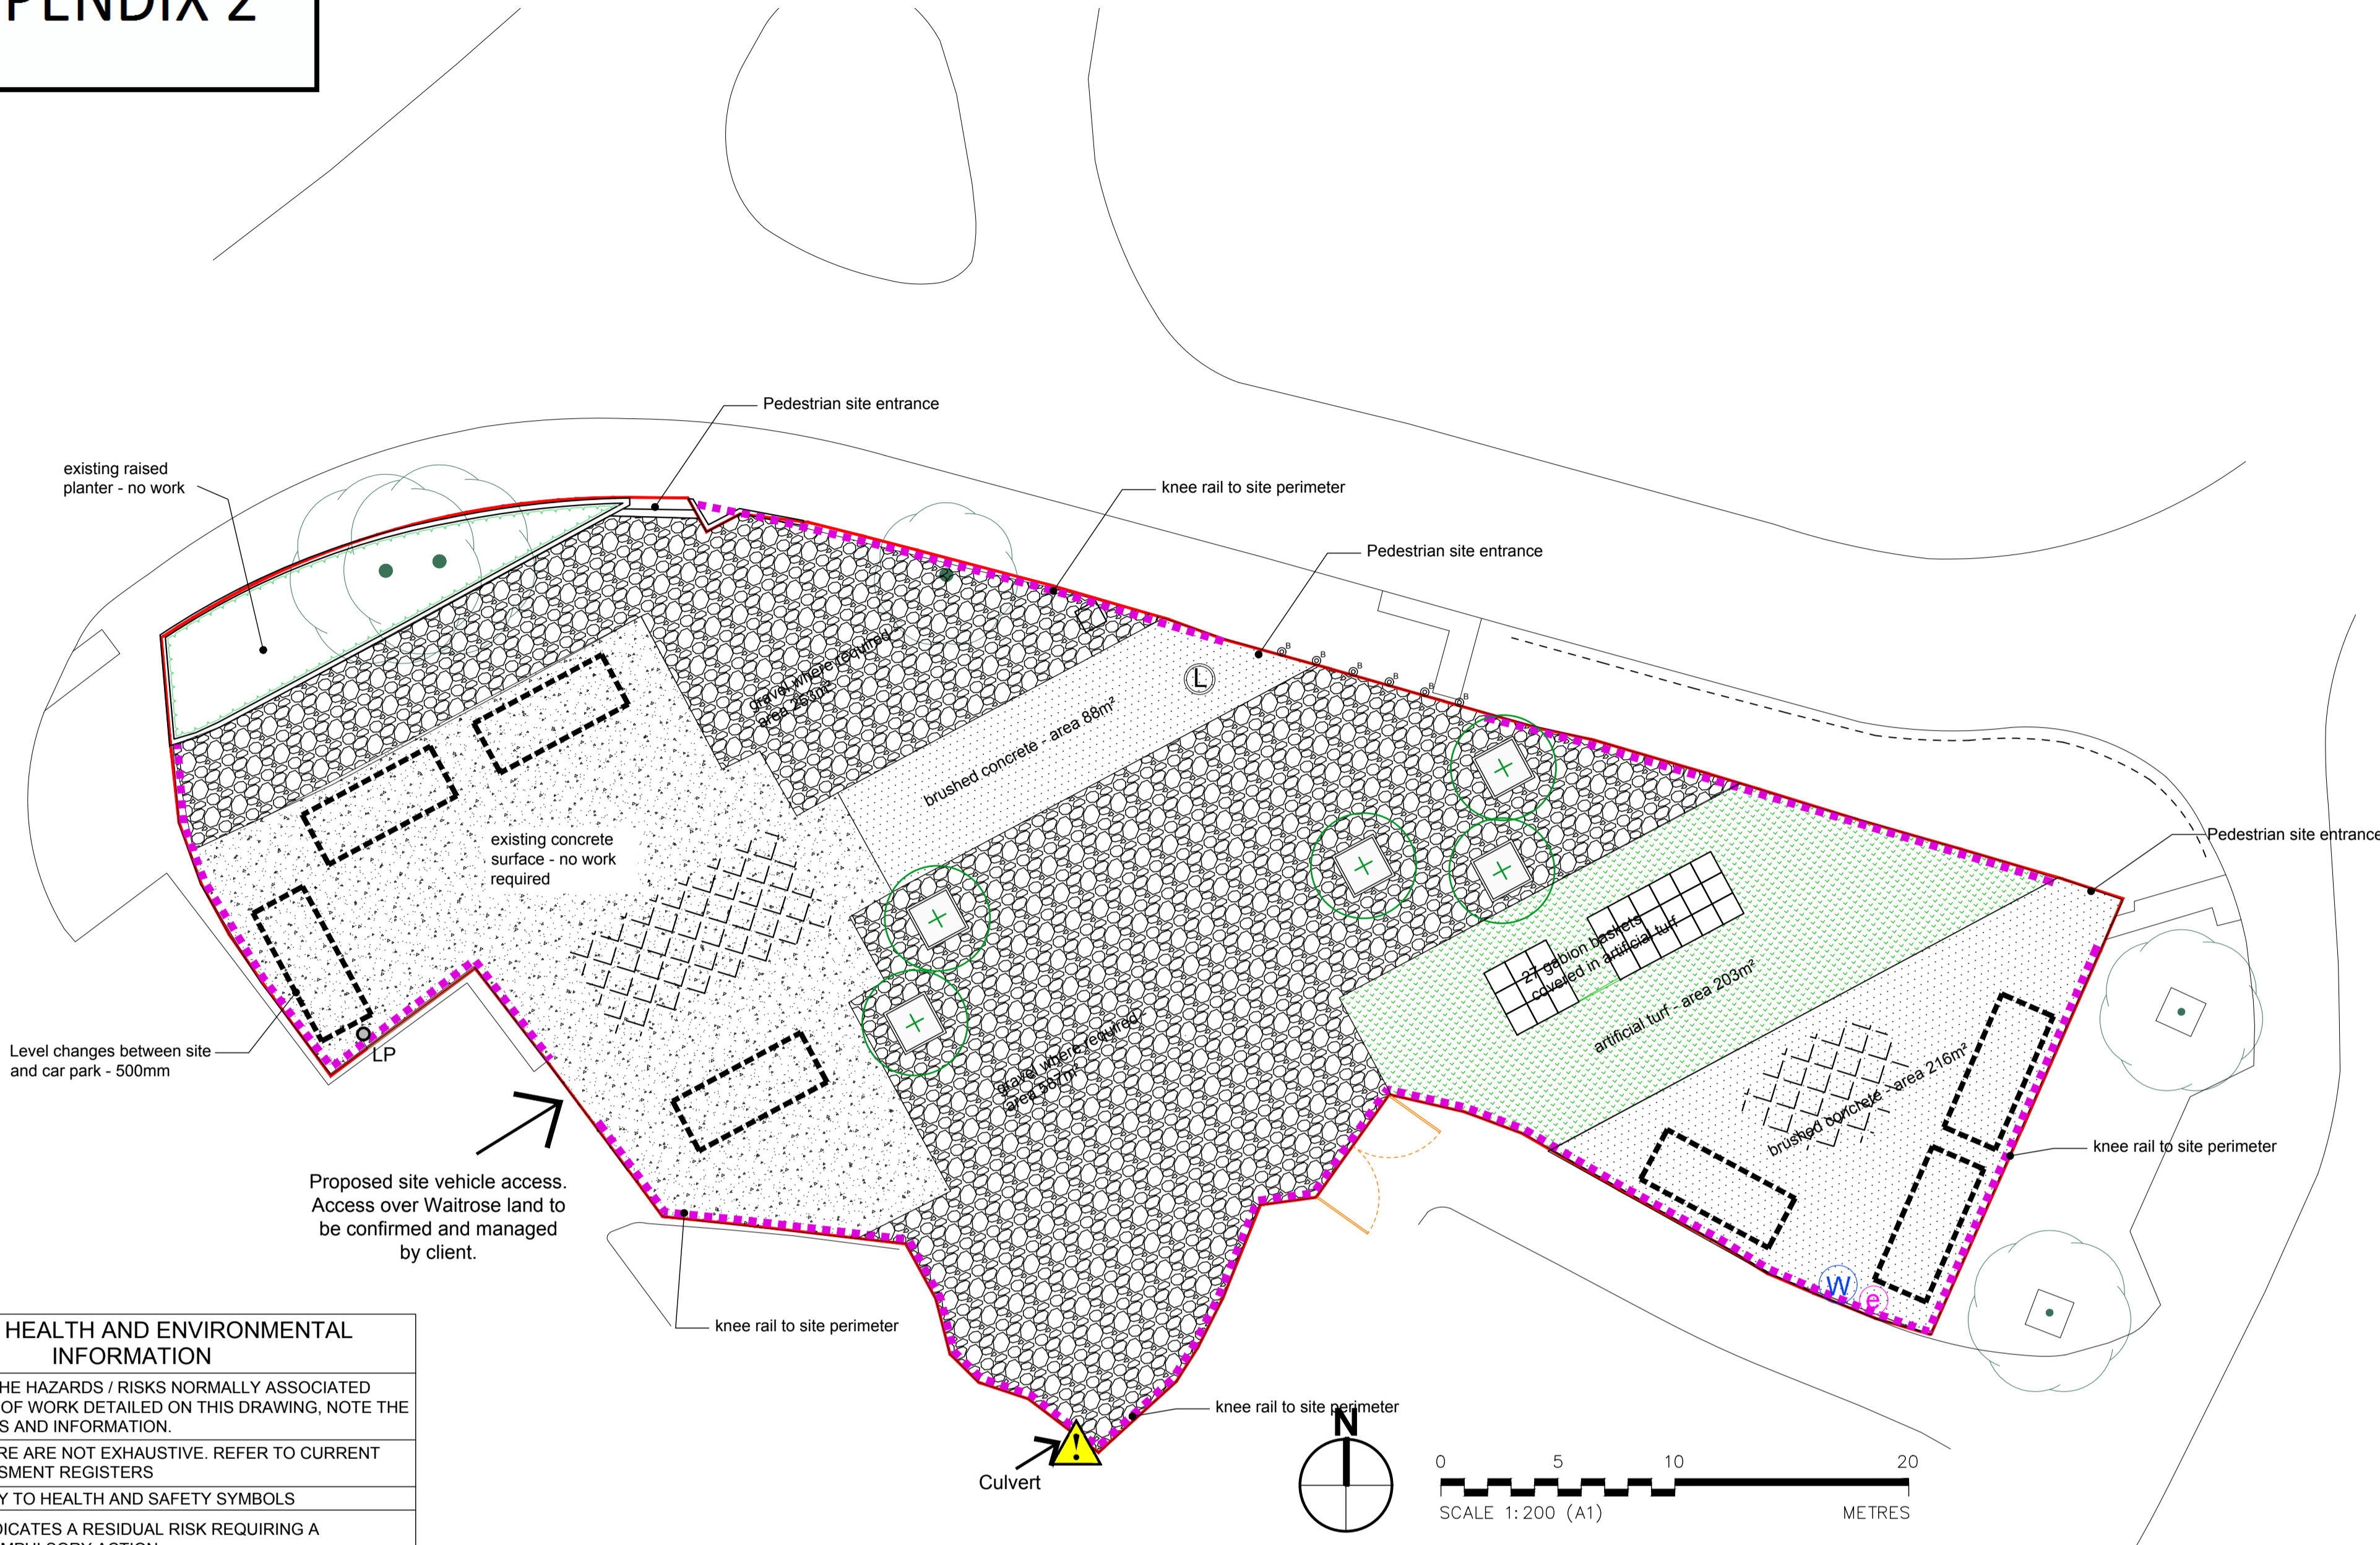 PENDIX 2
Pedestrian site entrance
existing raised
planter - no work
knee rail to site perimeter
Pedestrian site entrance
B
B
B
B
B
B
L
gravel where required -
area 263m²
brushed concrete - area 88m²
existing concrete
surface - no work
required
Pedestrian site entrance
27 gabion baskets
covered in artificial turf
artificial turf - area 203m²
Level changes between site
and car park - 500mm
LP
gravel where required -
area 587m²
brushed concrete - area 216m²
knee rail to site perimeter
Proposed site vehicle access.
Access over Waitrose land to
be confirmed and managed
by client.
W
e
knee rail to site perimeter
knee rail to site perimeter
!
Culvert
N
0 5 10 20
SCALE 1:200 (A1) METRES
HEALTH AND ENVIRONMENTAL
INFORMATION
HE HAZARDS / RISKS NORMALLY ASSOCIATED
OF WORK DETAILED ON THIS DRAWING, NOTE THE
S AND INFORMATION.
RE ARE NOT EXHAUSTIVE. REFER TO CURRENT
SMENT REGISTERS
Y TO HEALTH AND SAFETY SYMBOLS
DICATES A RESIDUAL RISK REQUIRING A
MPULSORY ACTION